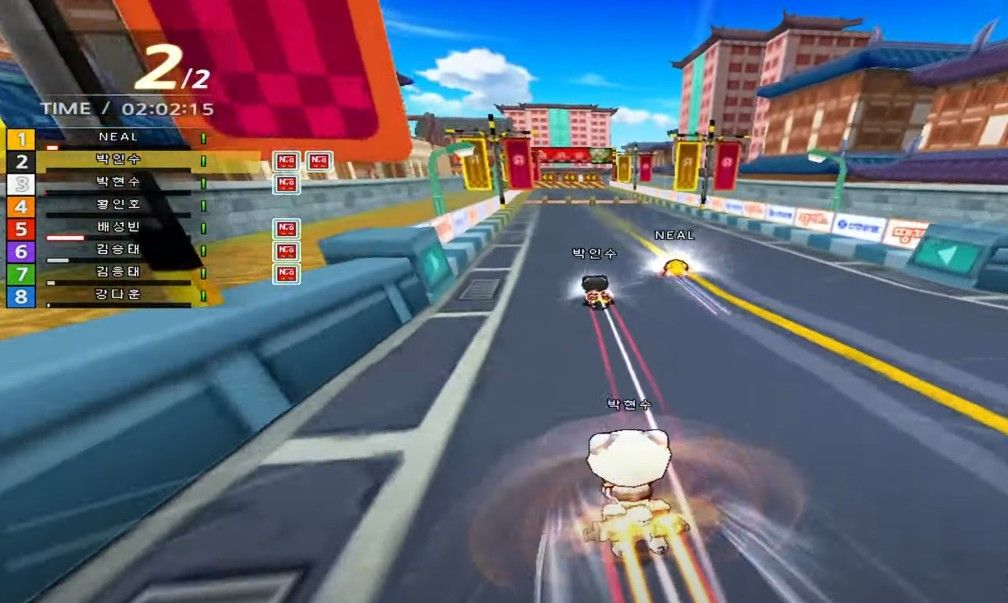 2/2
TIME / 02:02:15
1 NEAL
2 박인수
3 박현수
4 황인호
5 배성빈
6 김승태
7 김응태
8 강다훈
NEAL
박인수
박현수